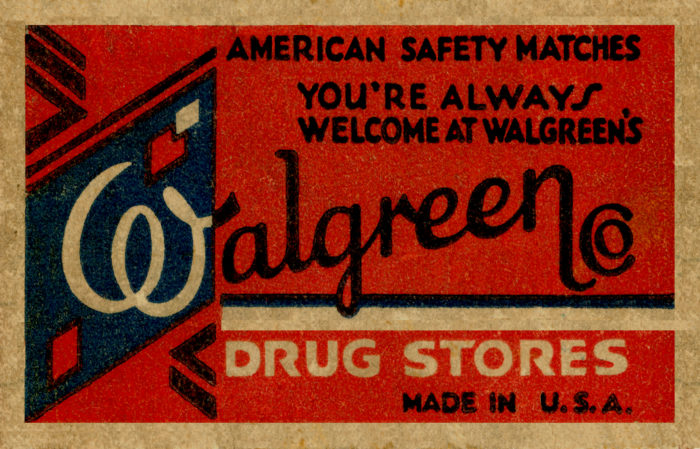 AMERICAN SAFETY MATCHES
YOU'RE ALWAYS
WELCOME AT WALGREEN'S
Walgreen Co
DRUG STORES
MADE IN U.S.A.